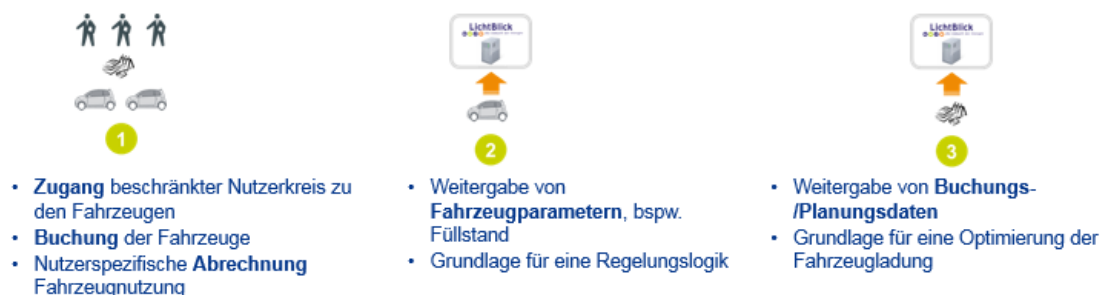 LichtBlick
LichtBlick
1
2
3
• Zugang beschränkter Nutzerkreis zu
den Fahrzeugen
• Buchung der Fahrzeuge
• Nutzerspezifische Abrechnung
Fahrzeugnutzung
• Weitergabe von
Fahrzeugparametern, bspw.
Füllstand
• Grundlage für eine Regelungslogik
• Weitergabe von Buchungs-
/Planungsdaten
• Grundlage für eine Optimierung der
Fahrzeugladung